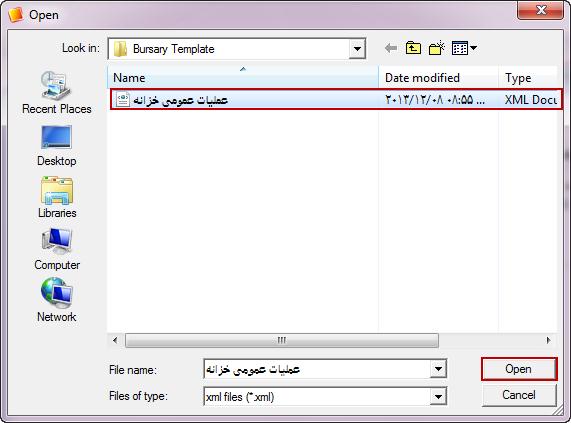 Open
Look in: Bursary Template
Name Date modified Type
عملیات عمومی خزانه ۲۰۱۳/۱۲/۰۸ ۰۸:۵۵ ... XML Docu
Recent Places
Desktop
Libraries
Computer
Network
File name: عملیات عمومی خزانه Open
Files of type: xml files (*.xml) Cancel